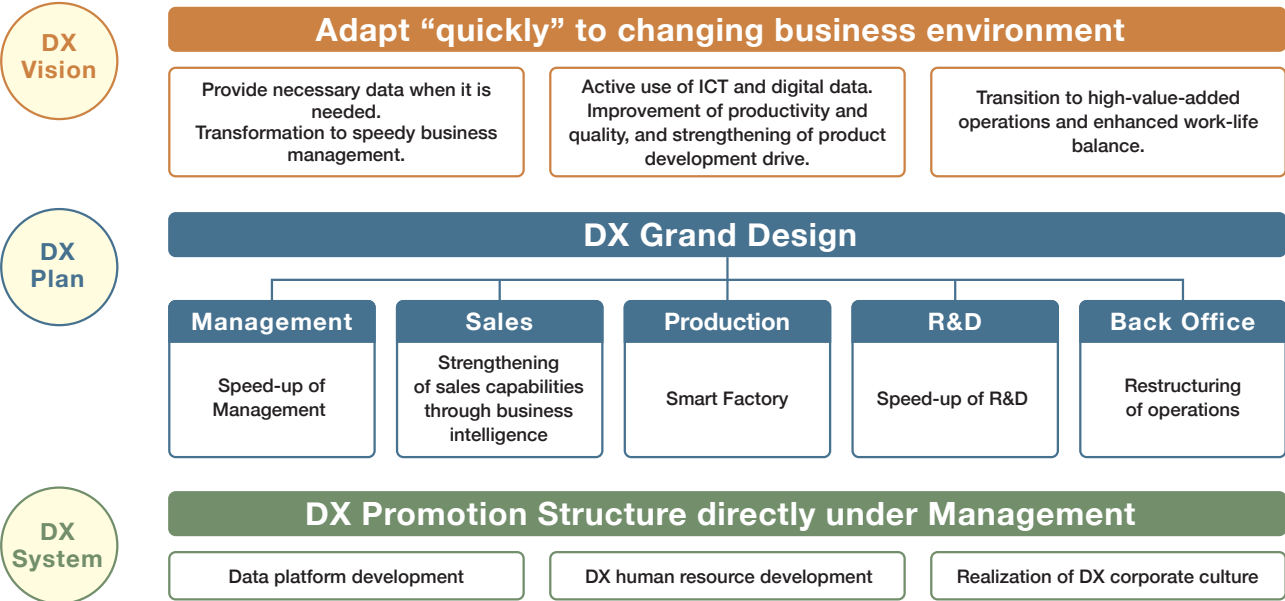 DX
Vision
Adapt “quickly” to changing business environment
Provide necessary data when it is
needed.
Transformation to speedy business
management.
Active use of ICT and digital data.
Improvement of productivity and
quality, and strengthening of product
development drive.
Transition to high-value-added
operations and enhanced work-life
balance.
DX
Plan
DX Grand Design
Management
Speed-up of
Management
Sales
Strengthening
of sales capabilities
through business
intelligence
Production
Smart Factory
R&D
Speed-up of R&D
Back Office
Restructuring
of operations
DX
System
DX Promotion Structure directly under Management
Data platform development
DX human resource development
Realization of DX corporate culture